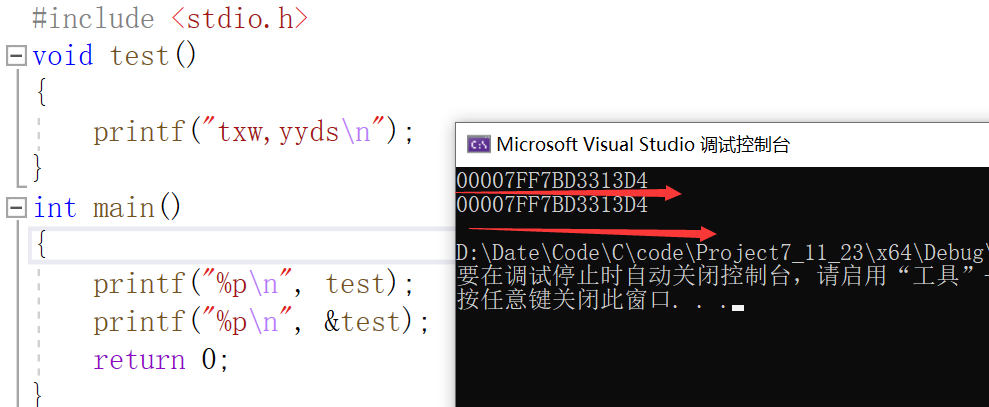 #include <stdio.h>
void test()
{
    printf("txw,yyds\n");
}
int main()
{
    printf("%p\n", test);
    printf("%p\n", &test);
    return 0;
}
Microsoft Visual Studio 调试控制台
00007FF7BD3313D4
00007FF7BD3313D4
D:\Date\Code\C\code\Project7_11_23\x64\Debug\
要在调试停止时自动关闭控制台，请启用“工具”-
按任意键关闭此窗口. . .